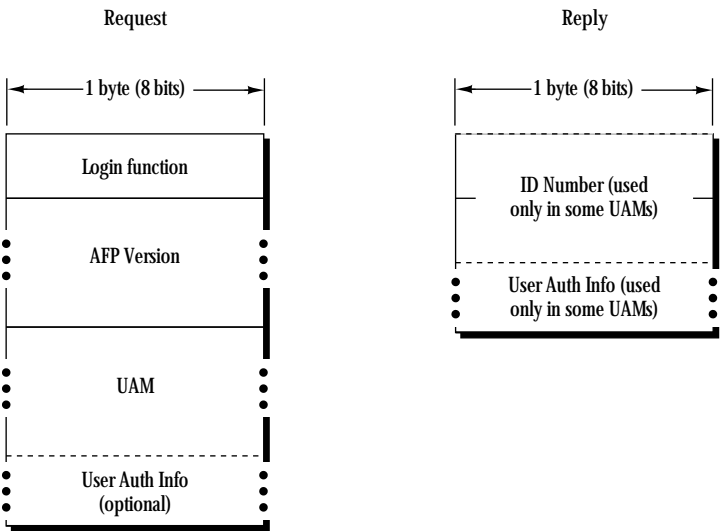 Request
1 byte (8 bits)
Login function
AFP Version
UAM
User Auth Info
(optional)
Reply
1 byte (8 bits)
ID Number (used
only in some UAMs)
User Auth Info (used
only in some UAMs)